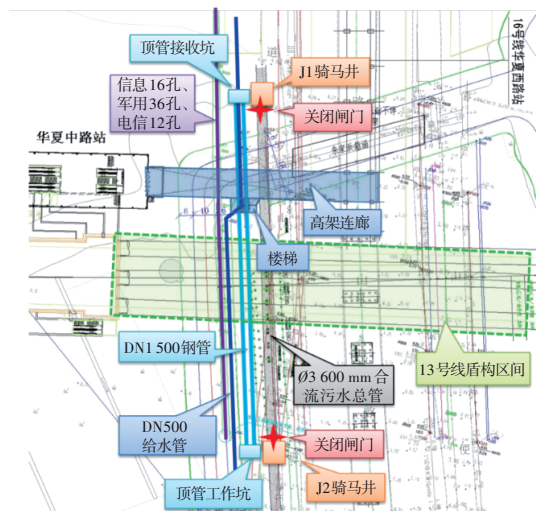 顶管接收坑
J1骑马井
信息16孔、
军用36孔、
电信12孔
关闭闸门
16号线华夏西路站
华夏中路站
高架连廊
楼梯
DN1 500钢管
Ø3 600 mm 合
流污水总管
13号线盾构区间
DN500
给水管
关闭闸门
顶管工作坑
J2骑马井